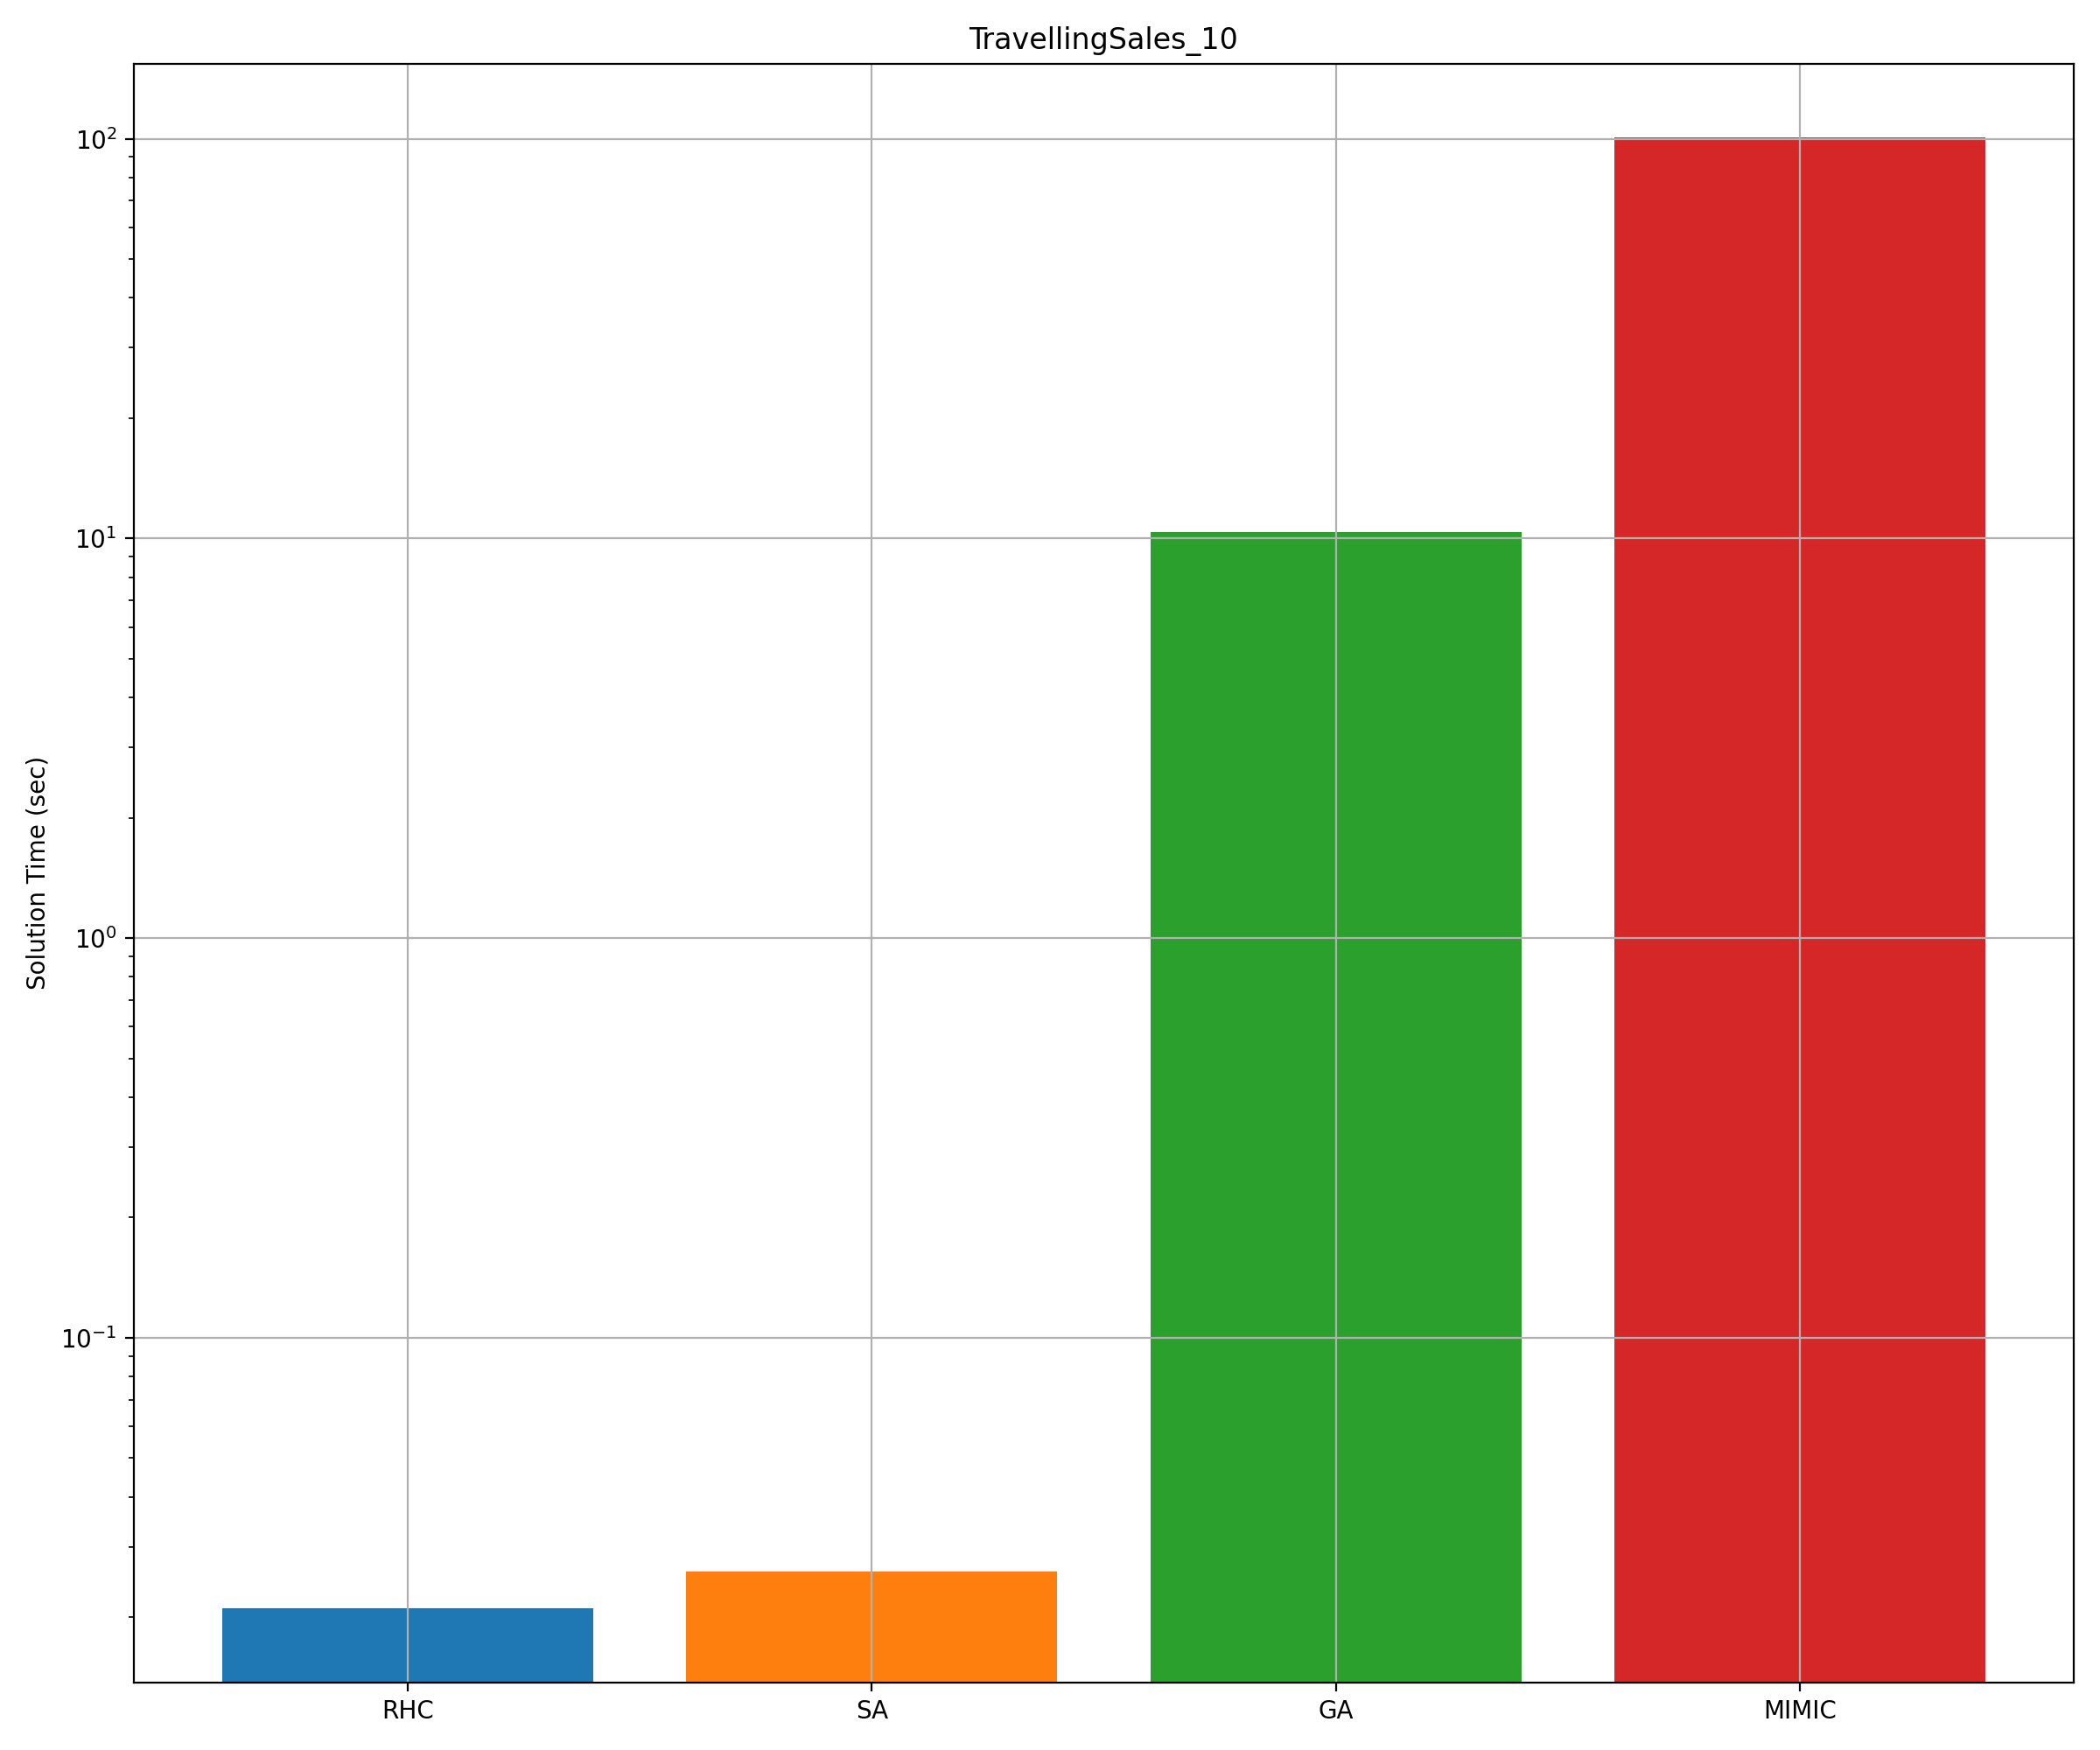 TravellingSales_10
Solution Time (sec)
10²
10¹
10⁰
10⁻¹
RHC SA GA MIMIC